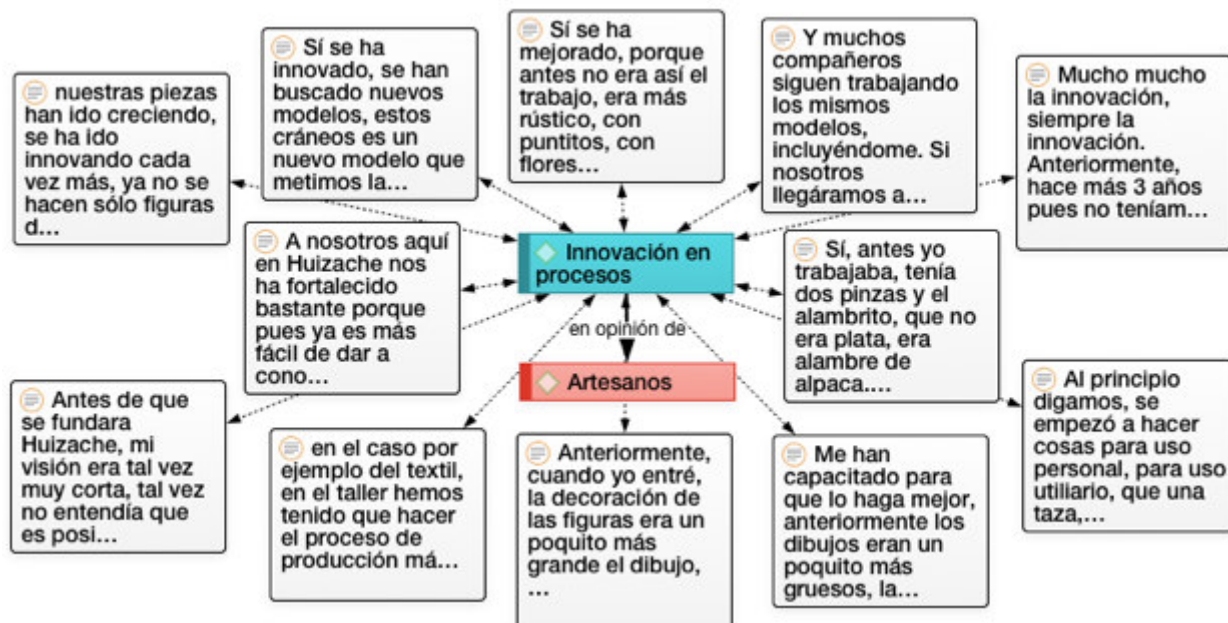 nuestras piezas
han ido creciendo,
se ha ido
innovando cada
vez más, ya no se
hacen sólo figuras
d...
Sí se ha
innovado, se han
buscado nuevos
modelos, estos
cráneos es un
nuevo modelo que
metimos la...
Sí se ha
mejorado, porque
antes no era así el
trabajo, era más
rústico, con
puntitos, con
flores...
Y muchos
compañeros
siguen trabajando
los mismos
modelos,
incluyéndome. Si
nosotros
llegáramos a...
Mucho mucho
la innovación,
siempre la
innovación.
Anteriormente,
hace más 3 años
pues no teníam...
A nosotros aquí
en Huizache nos
ha fortalecido
bastante porque
pues ya es más
fácil de dar a
cono...
Innovación en
procesos
Sí, antes yo
trabajaba, tenía
dos pinzas y el
alambrito, que no
era plata, era
alambre de
alpaca....
en opinión de
Artesanos
Antes de que
se fundara
Huizache, mi
visión era tal vez
muy corta, tal vez
no entendía que
es posi...
en el caso por
ejemplo del textil,
en el taller hemos
tenido que hacer
el proceso de
producción má...
Anteriormente,
cuando yo entré,
la decoración de
las figuras era un
poquito más
grande el dibujo,
...
Me han
capacitado para
que lo haga mejor,
anteriormente los
dibujos eran un
poquito más
gruesos, la...
Al principio
digamos, se
empezó a hacer
cosas para uso
personal, para uso
utiliario, que una
taza,...